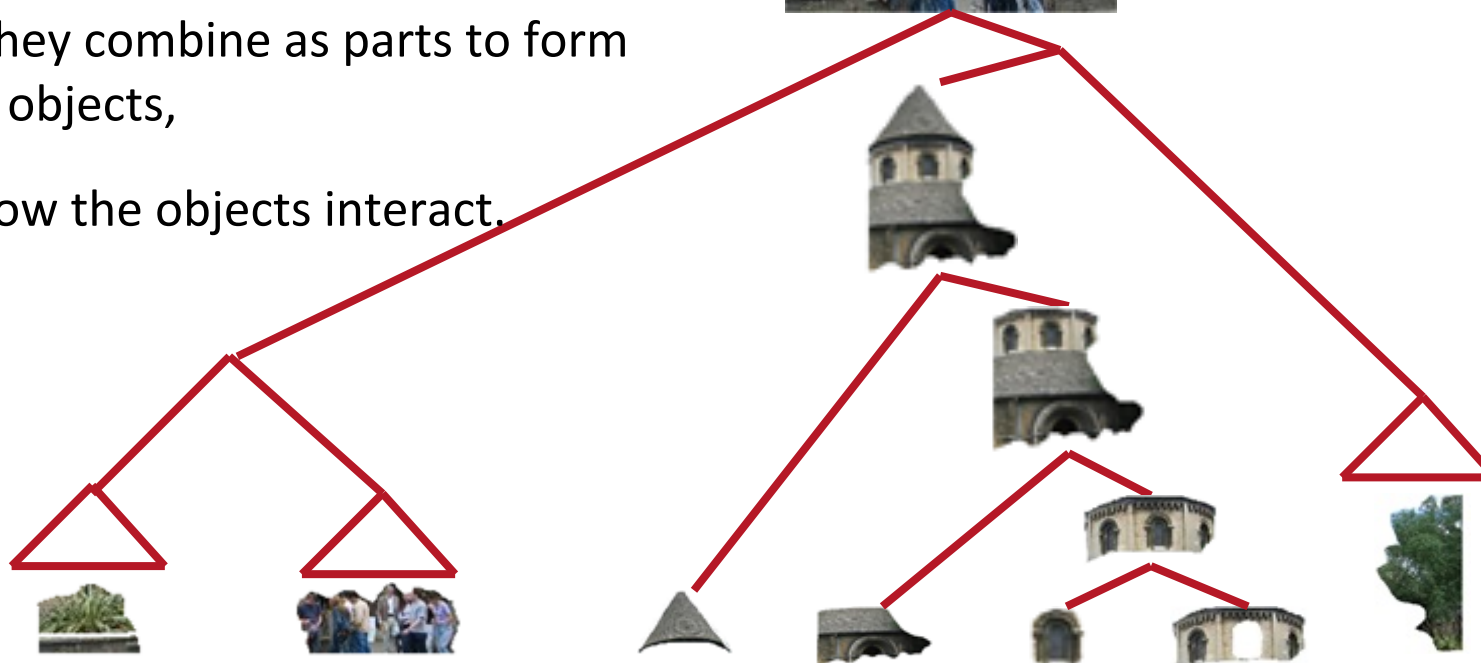 hey combine as parts to form
objects,
ow the objects interact.